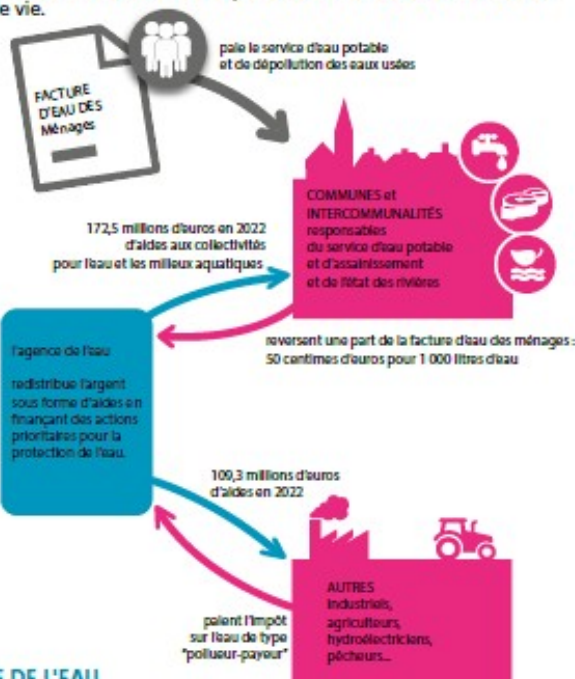 e vie.
FACTURE
D'EAU DES
Ménages
paie le service d'eau potable
et de dépollution des eaux usées
COMMUNES et
INTERCOMMUNALITÉS
responsables
du service d'eau potable
et d'assainissement
et de l'état des rivières
172,5 millions d'euros en 2022
d'aides aux collectivités
pour l'eau et les milieux aquatiques
reversent une part de la facture d'eau des ménages :
50 centimes d'euros pour 1 000 litres d'eau
l'agence de l'eau
redistribue l'argent
sous forme d'aides en
finançant des actions
prioritaires pour la
protection de l'eau.
109,3 millions d'euros
d'aides en 2022
paient l'impôt
sur l'eau de type
"pollueur-payeur"
AUTRES
industriels,
agriculteurs,
hydroélectriciens,
pêcheurs...
E DE L'EAU